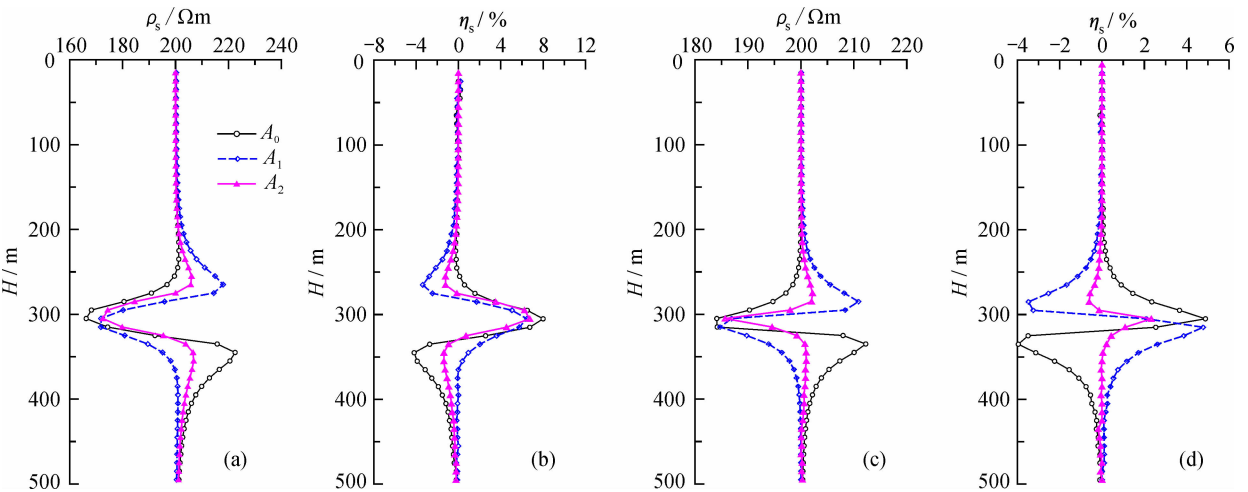 ρs / Ωm
ηs / %
ρs / Ωm
ηs / %
160 180 200 220 240
−8 −4 0 4 8 12
180 190 200 210 220
−4 −2 0 2 4 6
0 0 0 0
100 100 100 100
200 200 200 200
300 300 300 300
400 400 400 400
500 500 500 500
H / m
H / m
H / m
H / m
A0
A1
A2
(a)
(b)
(c)
(d)